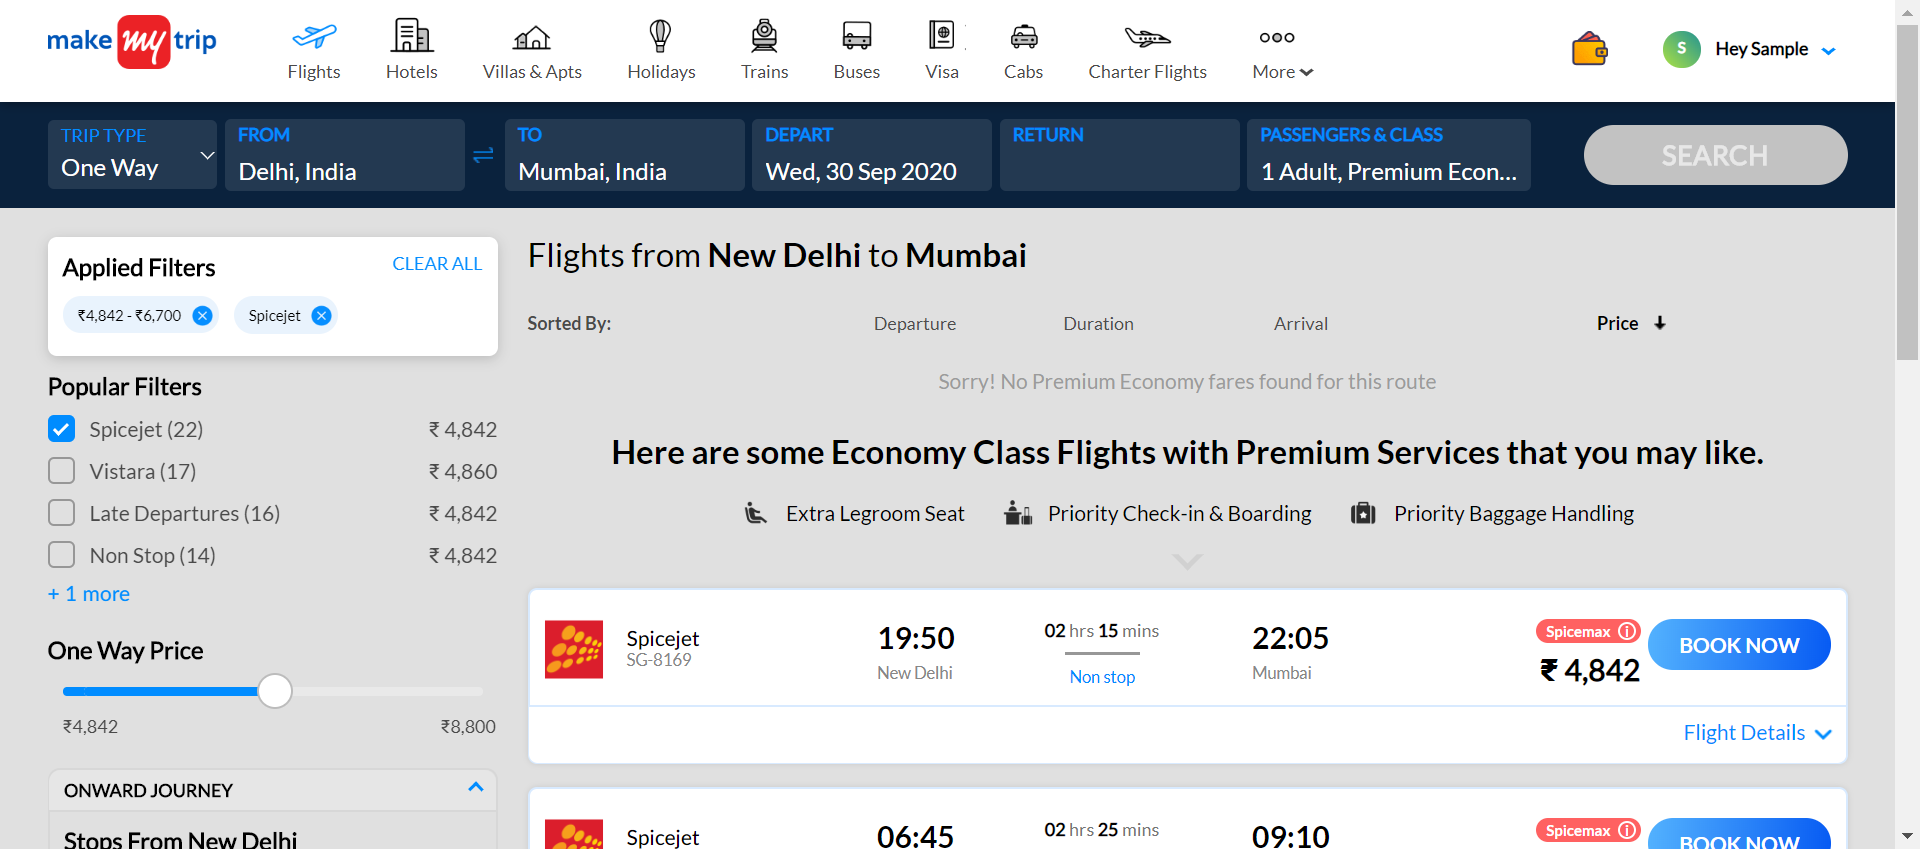 make my trip
Flights
Hotels
Villas & Apts
Holidays
Trains
Buses
Visa
Cabs
Charter Flights
More
S
Hey Sample
TRIP TYPE
One Way
FROM
Delhi, India
TO
Mumbai, India
DEPART
Wed, 30 Sep 2020
RETURN
PASSENGERS & CLASS
1 Adult, Premium Econ...
SEARCH
Applied Filters
CLEAR ALL
₹4,842 - ₹6,700
Spicejet
Popular Filters
Spicejet (22) ₹ 4,842
Vistara (17) ₹ 4,860
Late Departures (16) ₹ 4,842
Non Stop (14) ₹ 4,842
+ 1 more
One Way Price
₹4,842 ₹8,800
ONWARD JOURNEY
Stops From New Delhi
Flights from New Delhi to Mumbai
Sorted By: Departure Duration Arrival Price
Sorry! No Premium Economy fares found for this route
Here are some Economy Class Flights with Premium Services that you may like.
Extra Legroom Seat
Priority Check-in & Boarding
Priority Baggage Handling
Spicejet
SG-8169
19:50
New Delhi
02 hrs 15 mins
Non stop
22:05
Mumbai
Spicemax
₹ 4,842
BOOK NOW
Flight Details
Spicejet
06:45
02 hrs 25 mins
09:10
Spicemax
BOOK NOW